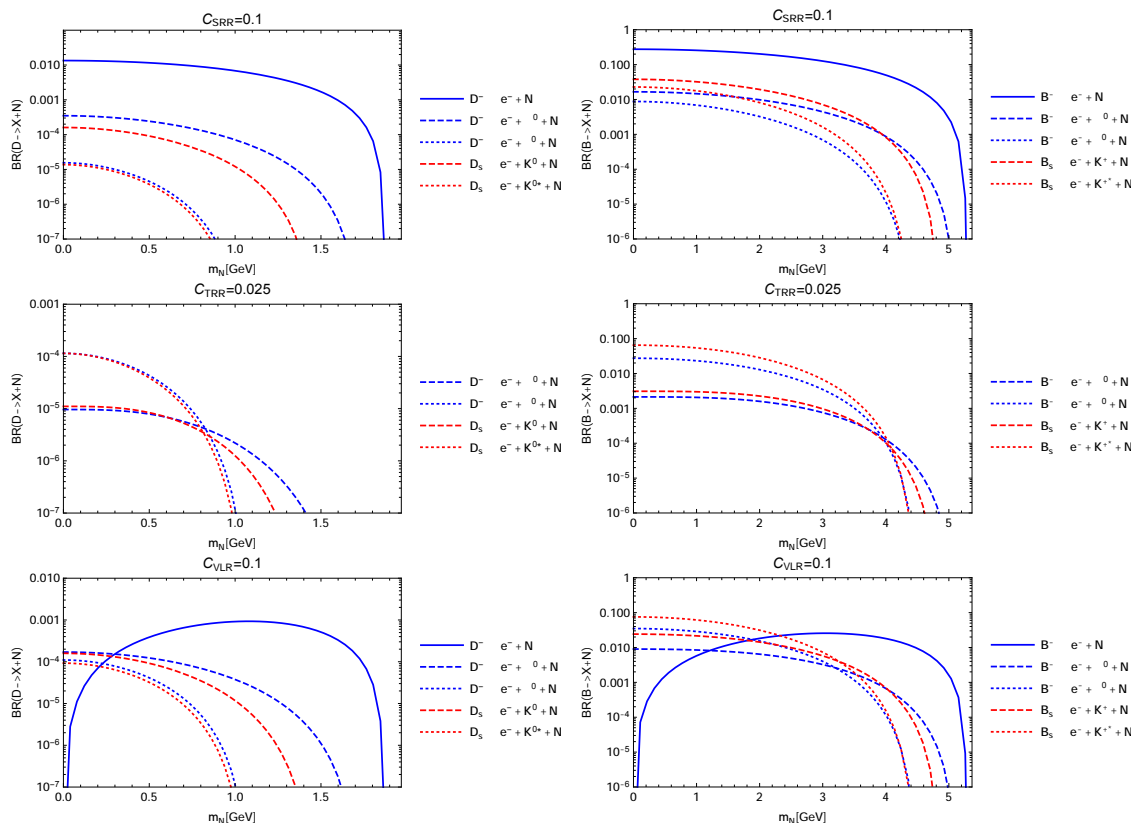 C_SRR=0.1
BR(D->X+N)
0.010
0.001
10^-4
10^-5
10^-6
10^-7
0.0 0.5 1.0 1.5
m_N[GeV]
D^- e^- + N
D^- e^- + ^0 + N
D^- e^- + ^0 + N
D_s e^- + K^0 + N
D_s e^- + K^0* + N
C_SRR=0.1
BR(B->X+N)
1
0.100
0.010
0.001
10^-4
10^-5
10^-6
0 1 2 3 4 5
m_N[GeV]
B^- e^- + N
B^- e^- + ^0 + N
B^- e^- + ^0 + N
B_s e^- + K^+ + N
B_s e^- + K^+* + N
C_TRR=0.025
BR(D->X+N)
0.001
10^-4
10^-5
10^-6
10^-7
0.0 0.5 1.0 1.5
m_N[GeV]
D^- e^- + ^0 + N
D^- e^- + ^0 + N
D_s e^- + K^0 + N
D_s e^- + K^0* + N
C_TRR=0.025
BR(B->X+N)
1
0.100
0.010
0.001
10^-4
10^-5
10^-6
0 1 2 3 4 5
m_N[GeV]
B^- e^- + ^0 + N
B^- e^- + ^0 + N
B_s e^- + K^+ + N
B_s e^- + K^+* + N
C_VLR=0.1
BR(D->X+N)
0.010
0.001
10^-4
10^-5
10^-6
10^-7
0.0 0.5 1.0 1.5
m_N[GeV]
D^- e^- + N
D^- e^- + ^0 + N
D^- e^- + ^0 + N
D_s e^- + K^0 + N
D_s e^- + K^0* + N
C_VLR=0.1
BR(B->X+N)
1
0.100
0.010
0.001
10^-4
10^-5
10^-6
0 1 2 3 4 5
m_N[GeV]
B^- e^- + N
B^- e^- + ^0 + N
B^- e^- + ^0 + N
B_s e^- + K^+ + N
B_s e^- + K^+* + N